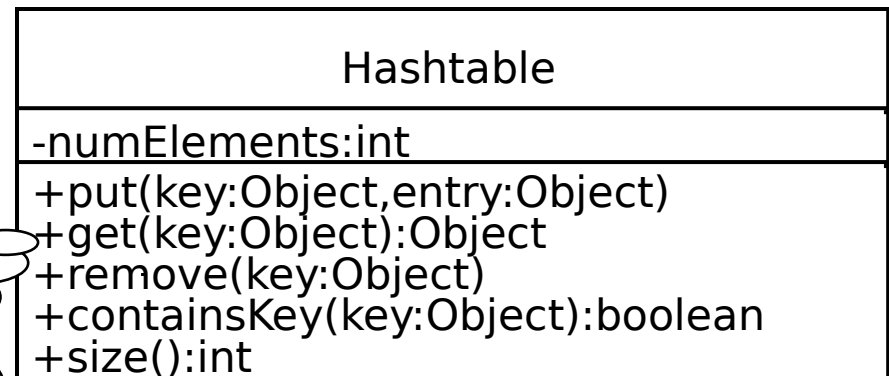 Hashtable
-numElements:int
+put(key:Object,entry:Object)
+get(key:Object):Object
+remove(key:Object)
+containsKey(key:Object):boolean
+size():int